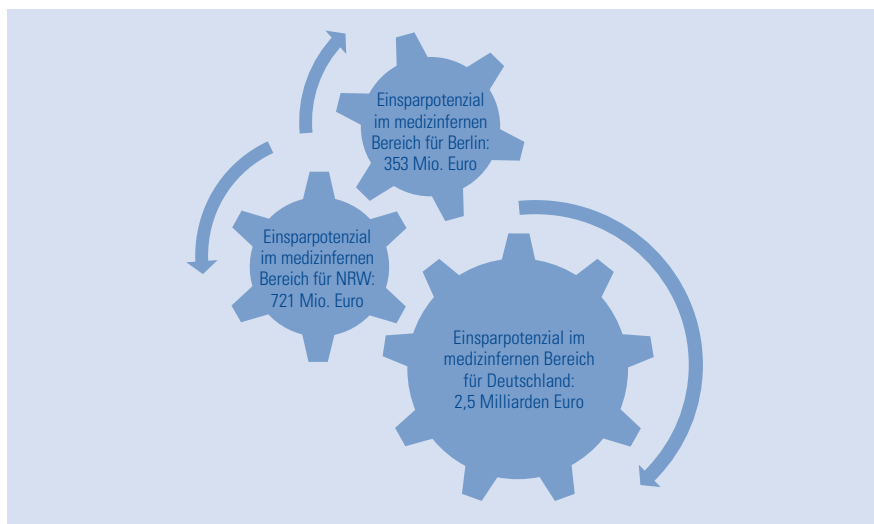 Einsparpotenzial
im medizinfernen
Bereich für Berlin:
353 Mio. Euro
Einsparpotenzial
im medizinfernen
Bereich für NRW:
721 Mio. Euro
Einsparpotenzial im
medizinfernen Bereich
für Deutschland:
2,5 Milliarden Euro